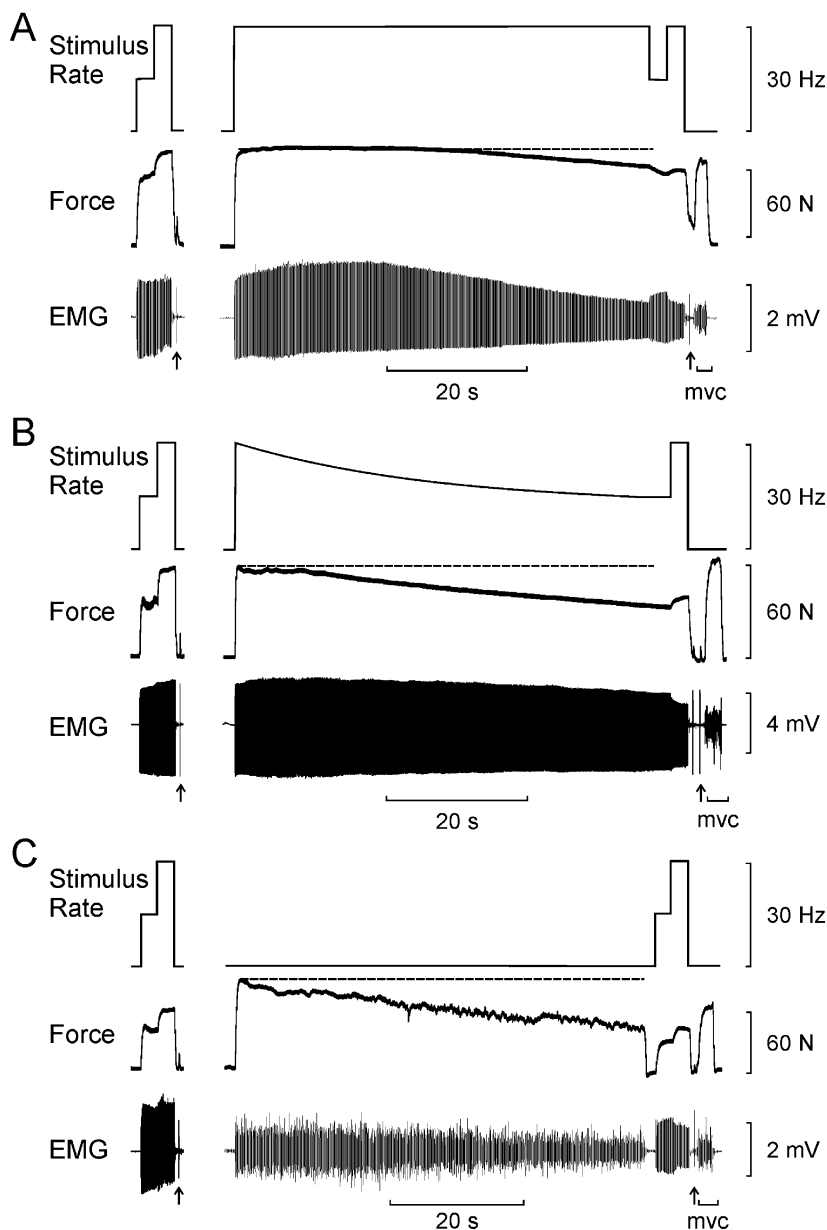 A
Stimulus
Rate
30 Hz
Force
60 N
EMG
2 mV
20 s
mvc
B
Stimulus
Rate
30 Hz
Force
60 N
EMG
4 mV
20 s
mvc
C
Stimulus
Rate
30 Hz
Force
60 N
EMG
2 mV
20 s
mvc